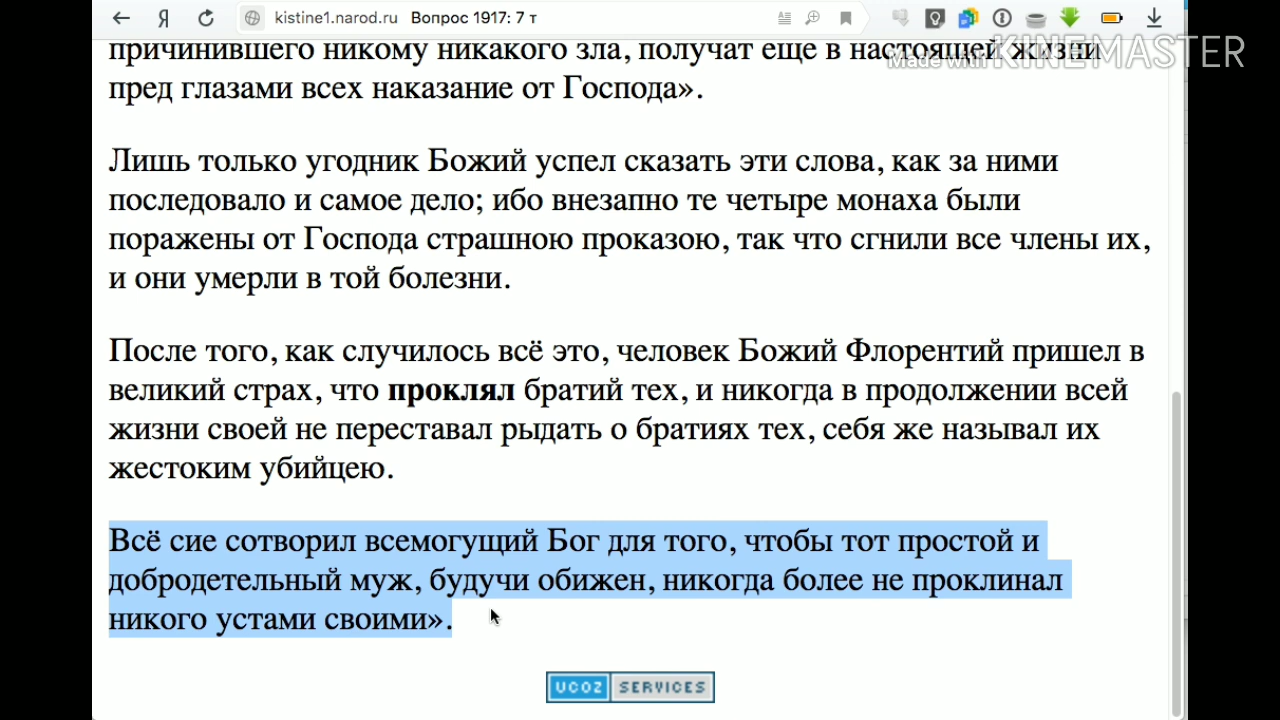 kistine1.narod.ru Вопрос 1917: 7 т
Made with KINEMASTER
причинившего никому никакого зла, получат еще в настоящей жизни
пред глазами всех наказание от Господа».
Лишь только угодник Божий успел сказать эти слова, как за ними
последовало и самое дело; ибо внезапно те четыре монаха были
поражены от Господа страшною проказою, так что сгнили все члены их,
и они умерли в той болезни.
После того, как случилось всё это, человек Божий Флорентий пришел в
великий страх, что проклял братий тех, и никогда в продолжении всей
жизни своей не переставал рыдать о братиях тех, себя же называл их
жестоким убийцею.
Всё сие сотворил всемогущий Бог для того, чтобы тот простой и
добродетельный муж, будучи обижен, никогда более не проклинал
никого устами своими».
UCOZ SERVICES